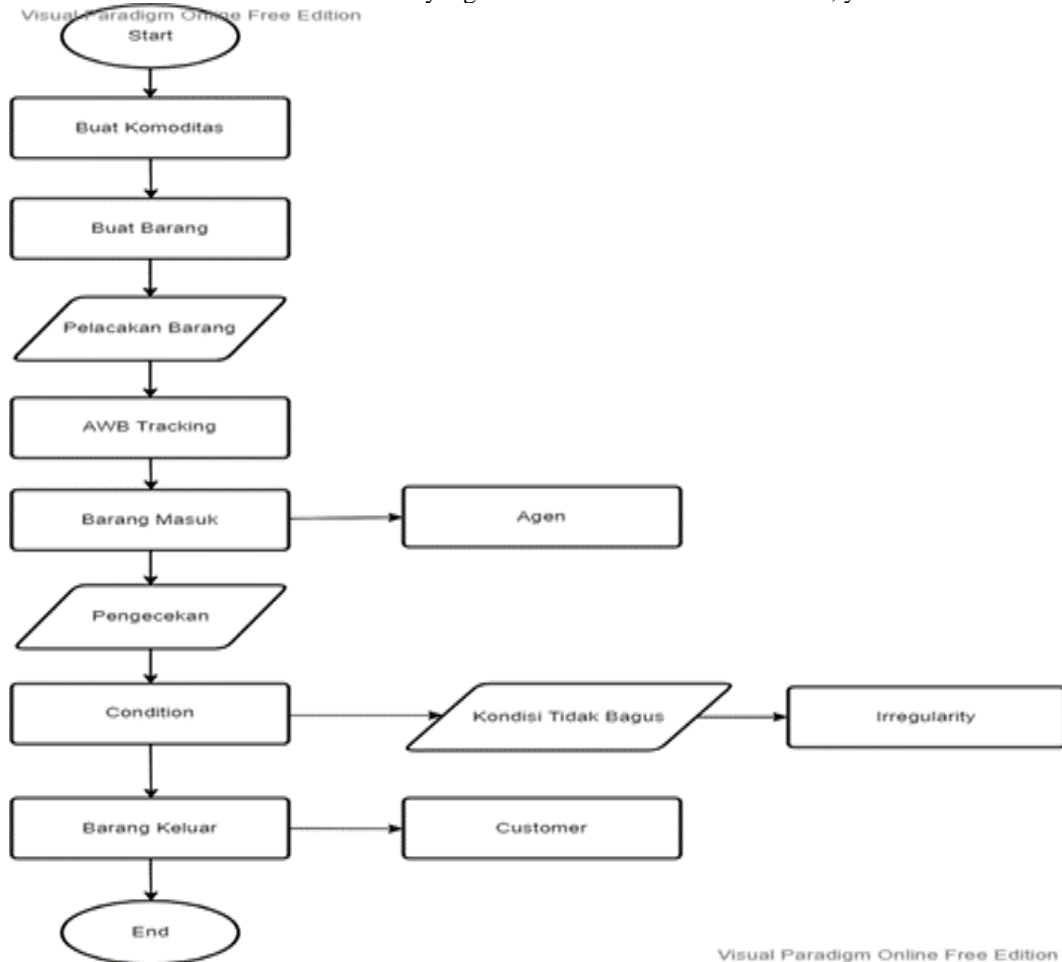 Visual Paradigm Online Free Edition
Start
Buat Komoditas
Buat Barang
Pelacakan Barang
AWB Tracking
Barang Masuk
Agen
Pengecekan
Condition
Kondisi Tidak Bagus
Irregularity
Barang Keluar
Customer
End
Visual Paradigm Online Free Edition